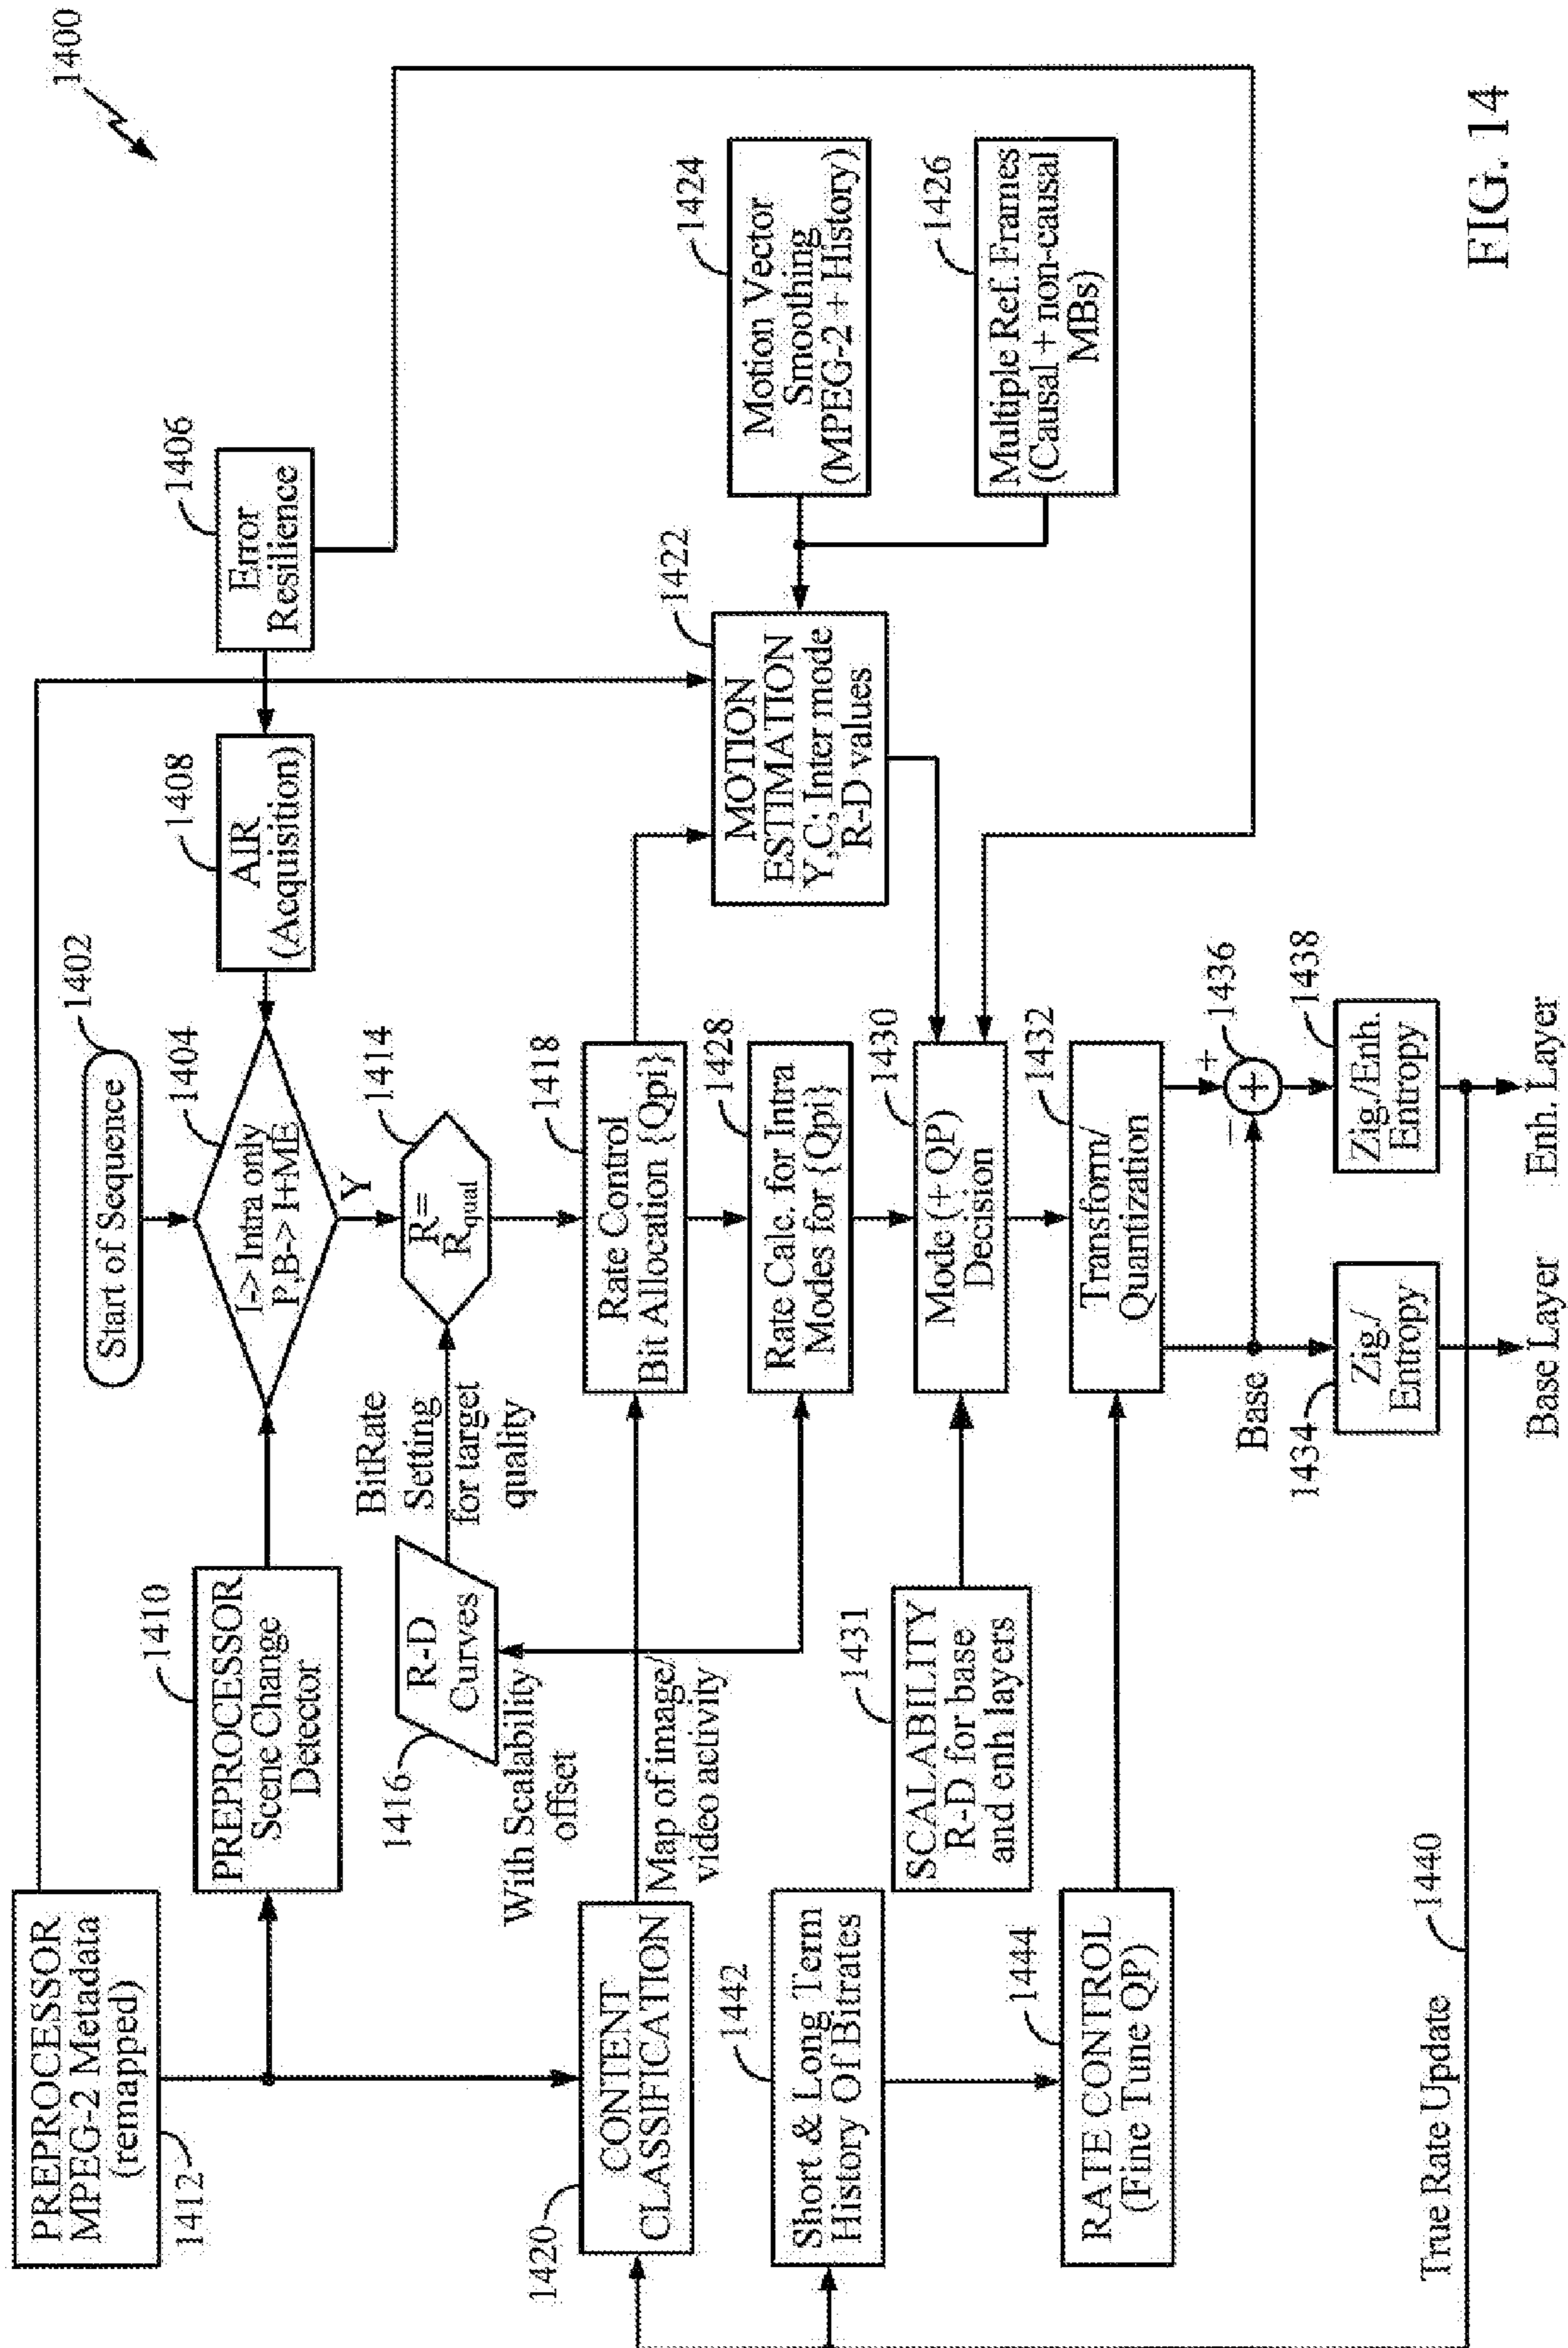 1400
1402
Start of Sequence
1404
I-> Intra only
P,B-> I+ME
Y
1406
Error
Resilience
1408
AIR
(Acquisition)
1410
PREPROCESSOR
Scene Change
Detector
PREPROCESSOR
MPEG-2 Metadata
(remapped)
1412
1414
R=
Rqual
BitRate
Setting
for target
quality
R-D
Curves
1416
With Scalability
offset
1418
Rate Control
Bit Allocation {Qpi}
1420
CONTENT
CLASSIFICATION
Map of image/
video activity
1422
MOTION
ESTIMATION
Y,C; Inter mode
R-D values
1424
Motion Vector
Smoothing
(MPEG-2 + History)
1426
Multiple Ref. Frames
(Causal + non-causal
MBs)
1428
Rate Calc. for Intra
Modes for {Qpi}
1430
Mode (+ QP)
Decision
1431
SCALABILITY
R-D for base
and enh layers
1432
Transform/
Quantization
1442
Short & Long Term
History Of Bitrates
1444
RATE CONTROL
(Fine Tune QP)
Base
1434
Zig./
Entropy
− +
+
1436
1438
Zig./Enh.
Entropy
True Rate Update
1440
Base Layer
Enh. Layer
FIG. 14